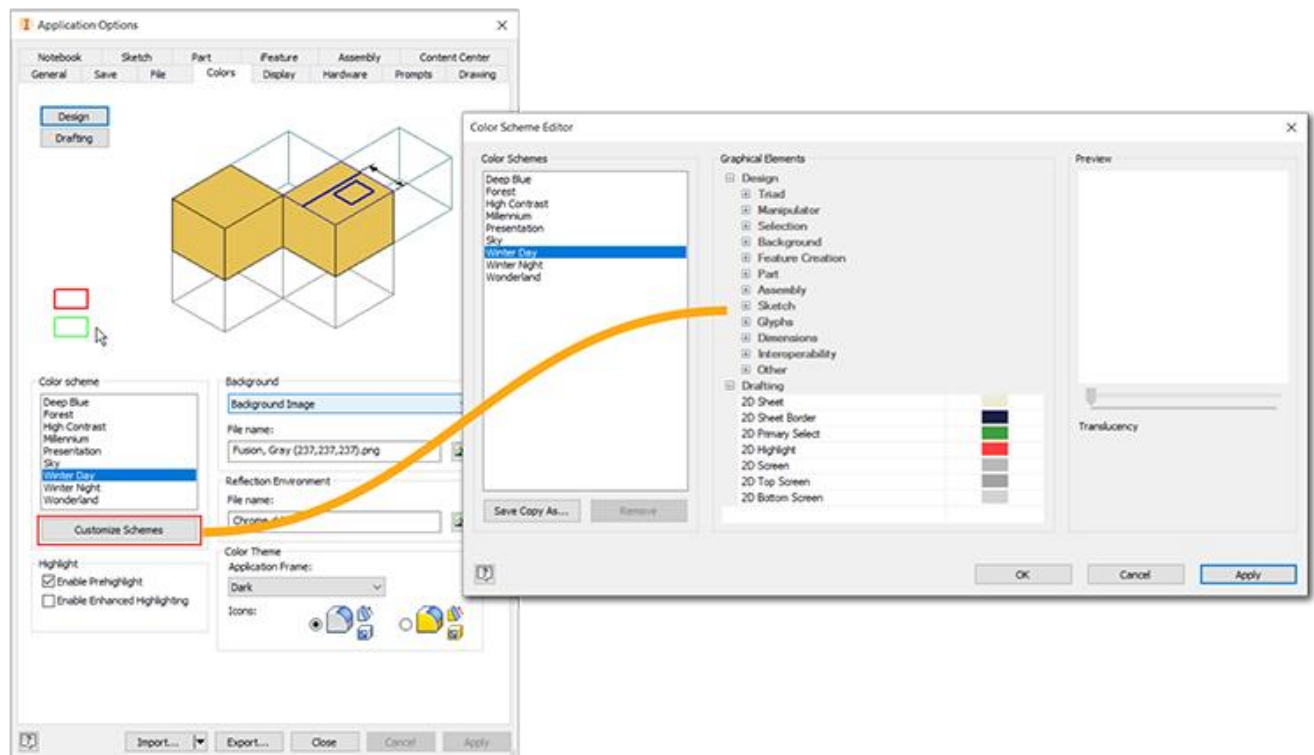 Application Options
Notebook Sketch Part iFeature Assembly Content Center
General Save File Colors Display Hardware Prompts Drawing
Design
Drafting
Color scheme
Deep Blue
Forest
High Contrast
Millennium
Presentation
Sky
Winter Day
Winter Night
Wonderland
Customize Schemes
Highlight
Enable Prehighlight
Enable Enhanced Highlighting
Background
Background Image
File name:
Fusion, Gray (237,237,237).png
Reflection Environment
File name:
Color Theme
Application Frame:
Dark
Icons:
Import... Export... Close Cancel Apply
Color Scheme Editor
Color Schemes
Deep Blue
Forest
High Contrast
Millennium
Presentation
Sky
Winter Day
Winter Night
Wonderland
Save Copy As... Remove
Graphical Elements
Design
Triad
Manipulator
Selection
Background
Feature Creation
Part
Assembly
Sketch
Glyphs
Dimensions
Interoperability
Other
Drafting
2D Sheet
2D Sheet Border
2D Primary Select
2D Highlight
2D Screen
2D Top Screen
2D Bottom Screen
Preview
Translucency
OK Cancel Apply